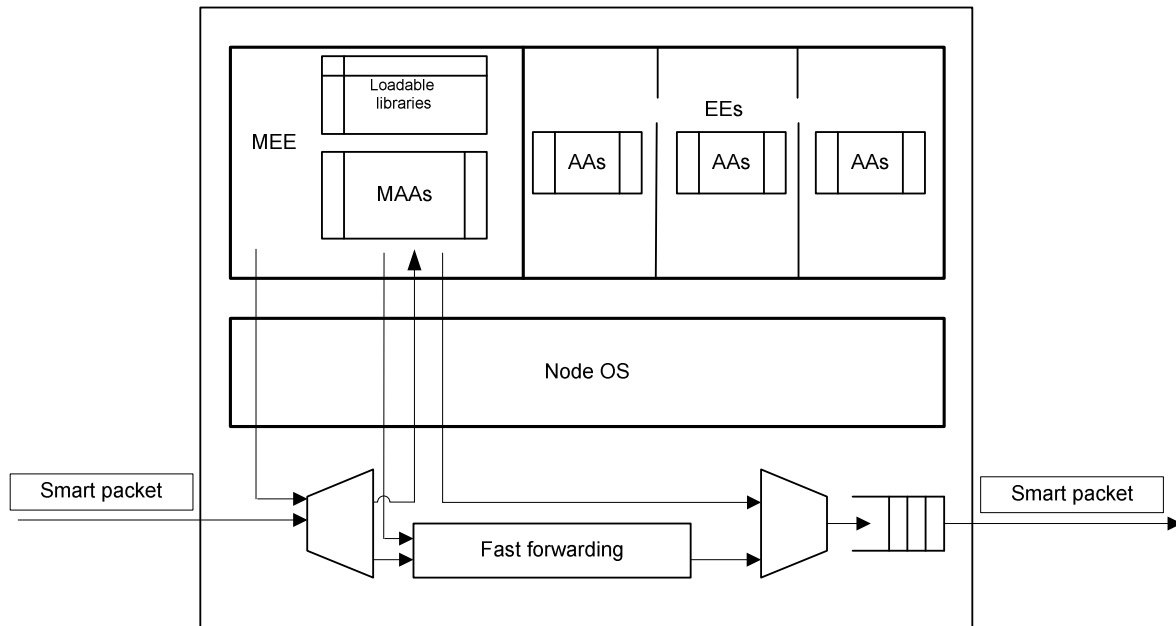 Loadable
libraries
MEE
MAAs
EEs
AAs
AAs
AAs
Node OS
Smart packet
Smart packet
Fast forwarding